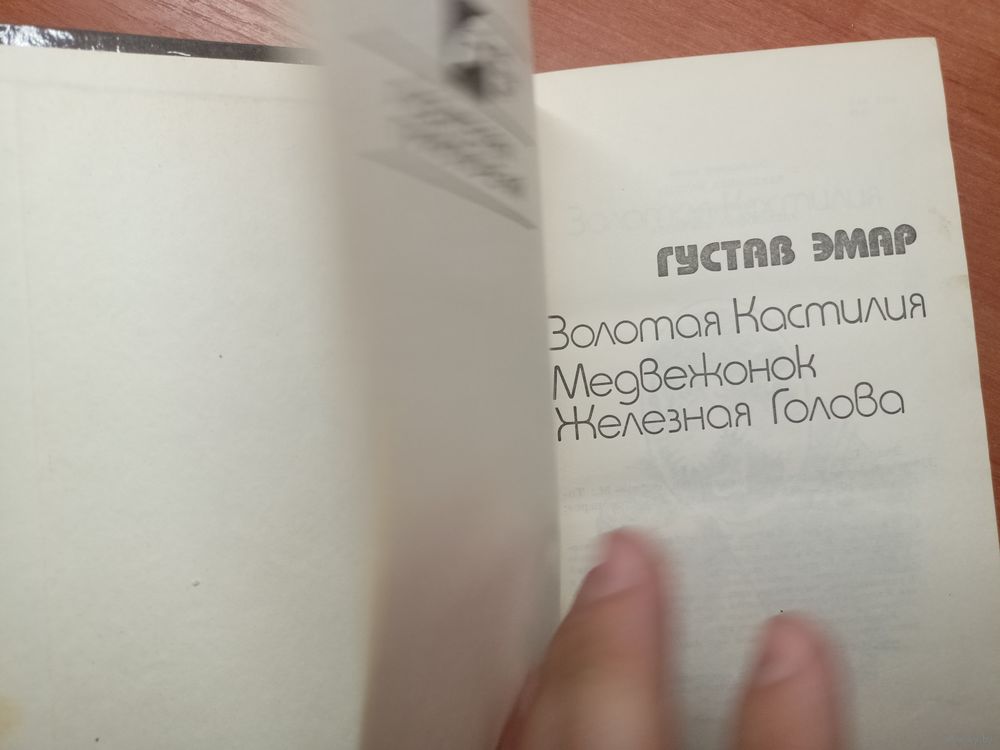 ГУСТАВ ЭМАР
Золотая Кастилия
Медвежонок
Железная Голова